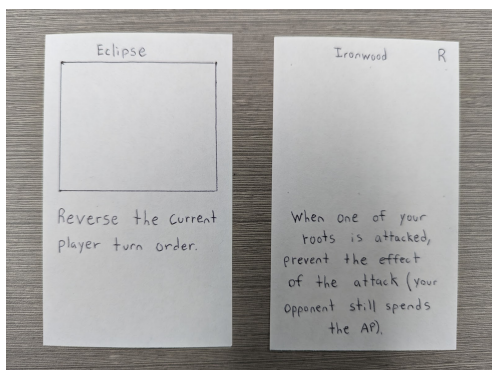 Eclipse
Reverse the current
player turn order.
Ironwood R
When one of your
roots is attacked,
prevent the effect
of the attack (your
opponent still spends
the AP).